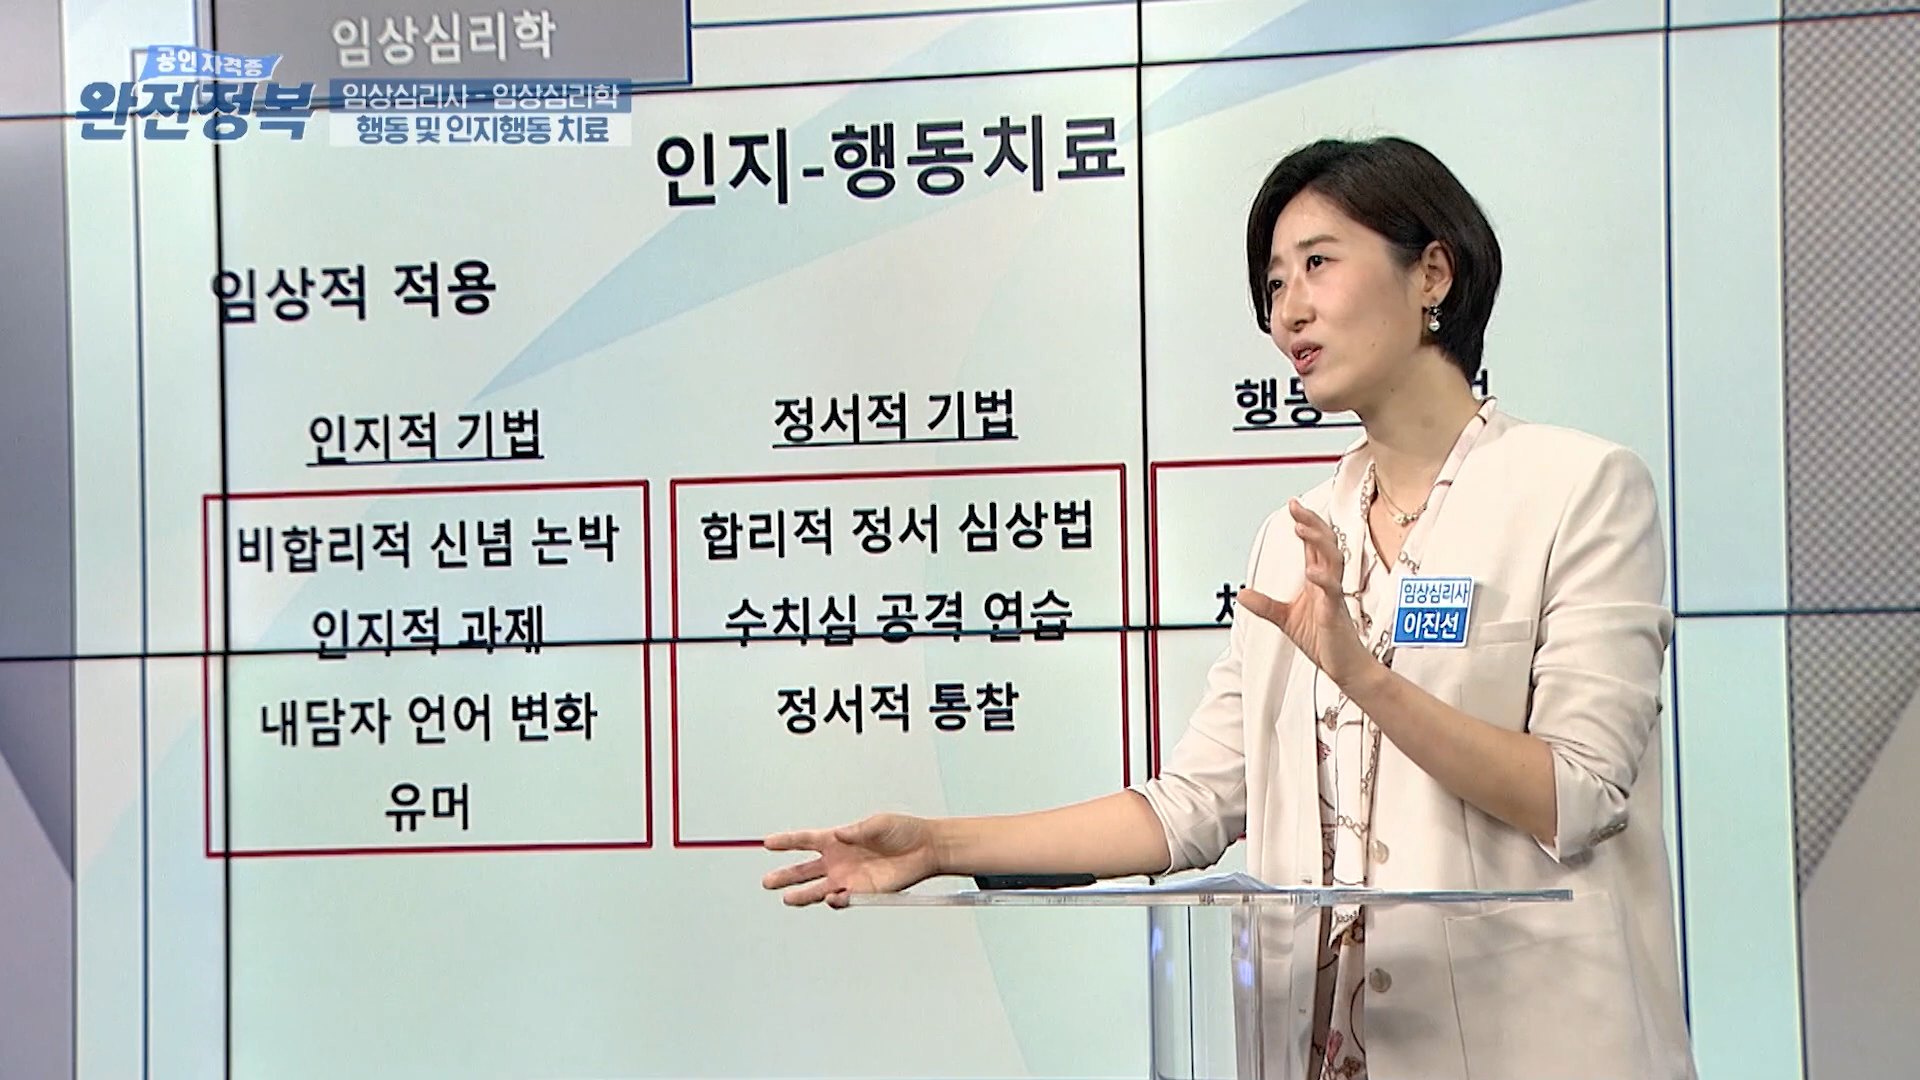 임상심리학
공인 자격증
완전정복
임상심리사 - 임상심리학
행동 및 인지행동 치료
인지-행동치료
임상적 적용
인지적 기법
정서적 기법
비합리적 신념 논박
인지적 과제
내담자 언어 변화
유머
합리적 정서 심상법
수치심 공격 연습
정서적 통찰
임상심리사
이진선